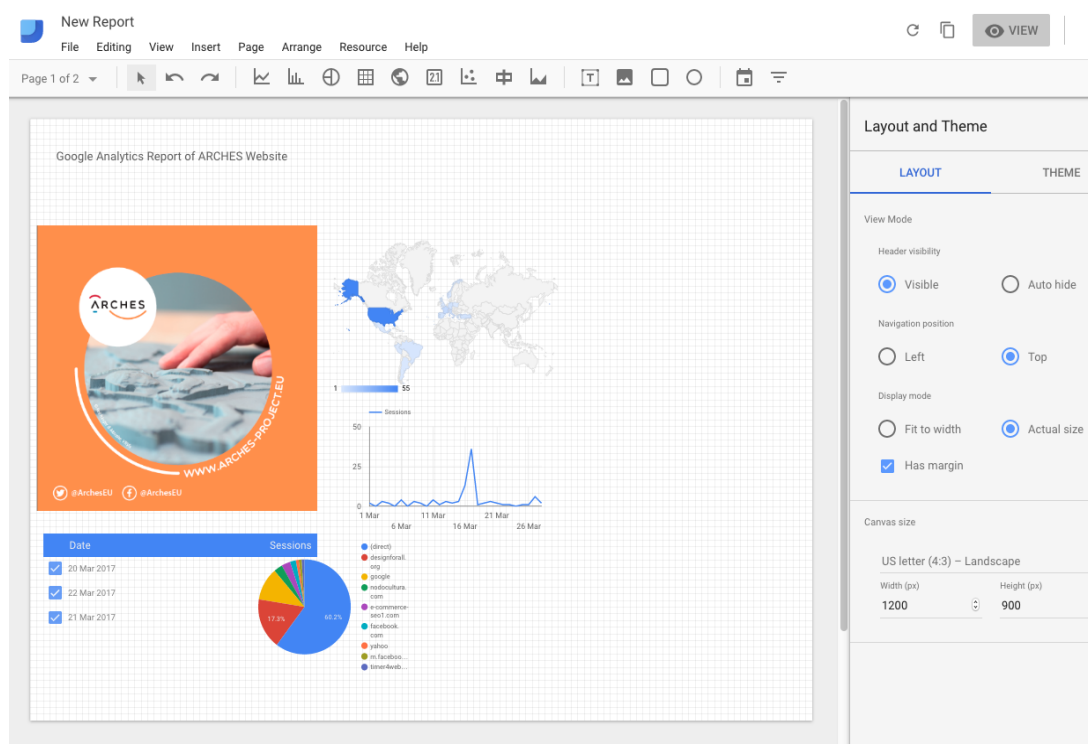 New Report
File Editing View Insert Page Arrange Resource Help
VIEW
Page 1 of 2
21
T
Google Analytics Report of ARCHES Website
ARCHES
WWW.ARCHES-PROJECT.EU
@ArchesEU @ArchesEU
1 55
Sessions
50
25
0
1 Mar 11 Mar 21 Mar
6 Mar 16 Mar 26 Mar
Date Sessions
20 Mar 2017
22 Mar 2017
21 Mar 2017
17.3% 60.2%
(direct)
designforall.
org
google
nodocultura.
com
e-commerce-
seo1.com
facebook.
com
yahoo
m.faceboo...
timer4web...
Layout and Theme
LAYOUT THEME
View Mode
Header visibility
Visible Auto hide
Navigation position
Left Top
Display mode
Fit to width Actual size
Has margin
Canvas size
US letter (4:3) – Landscape
Width (px) Height (px)
1200 900